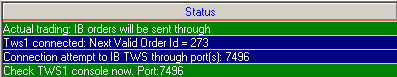 Status
Actual trading: IB orders will be sent through
Tws1 connected: Next Valid Order Id = 273
Connection attempt to IB TWS through port(s): 7496
Check TWS1 console now. Port:7496